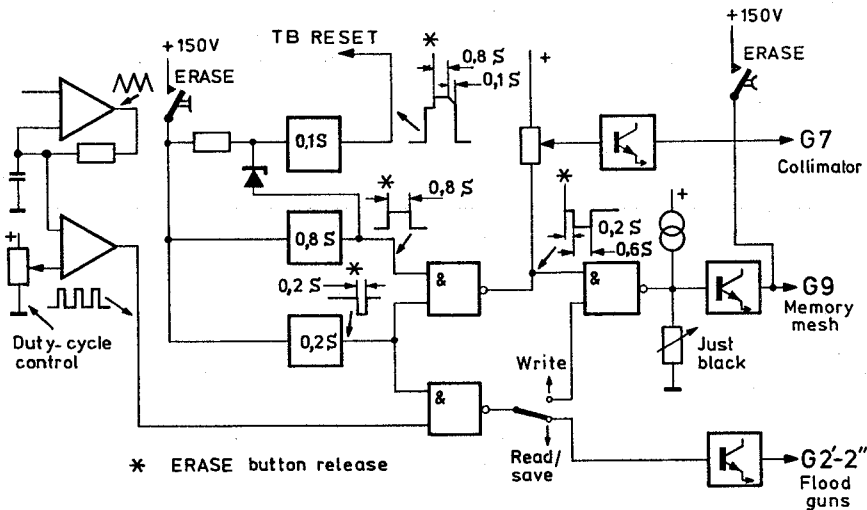 +150V
ERASE
TB RESET
*
0,8 S
0,1S
+
+150V
ERASE
0,1S
G7
Collimator
*
0,8 S
*
0,2 S
0,6S
+
0,8 S
+
*
0,2 S
&
&
G9
Memory
mesh
Duty-cycle
control
0,2S
Just
black
Write
&
Read/
save
* ERASE button release
G2'-2"
Flood
guns